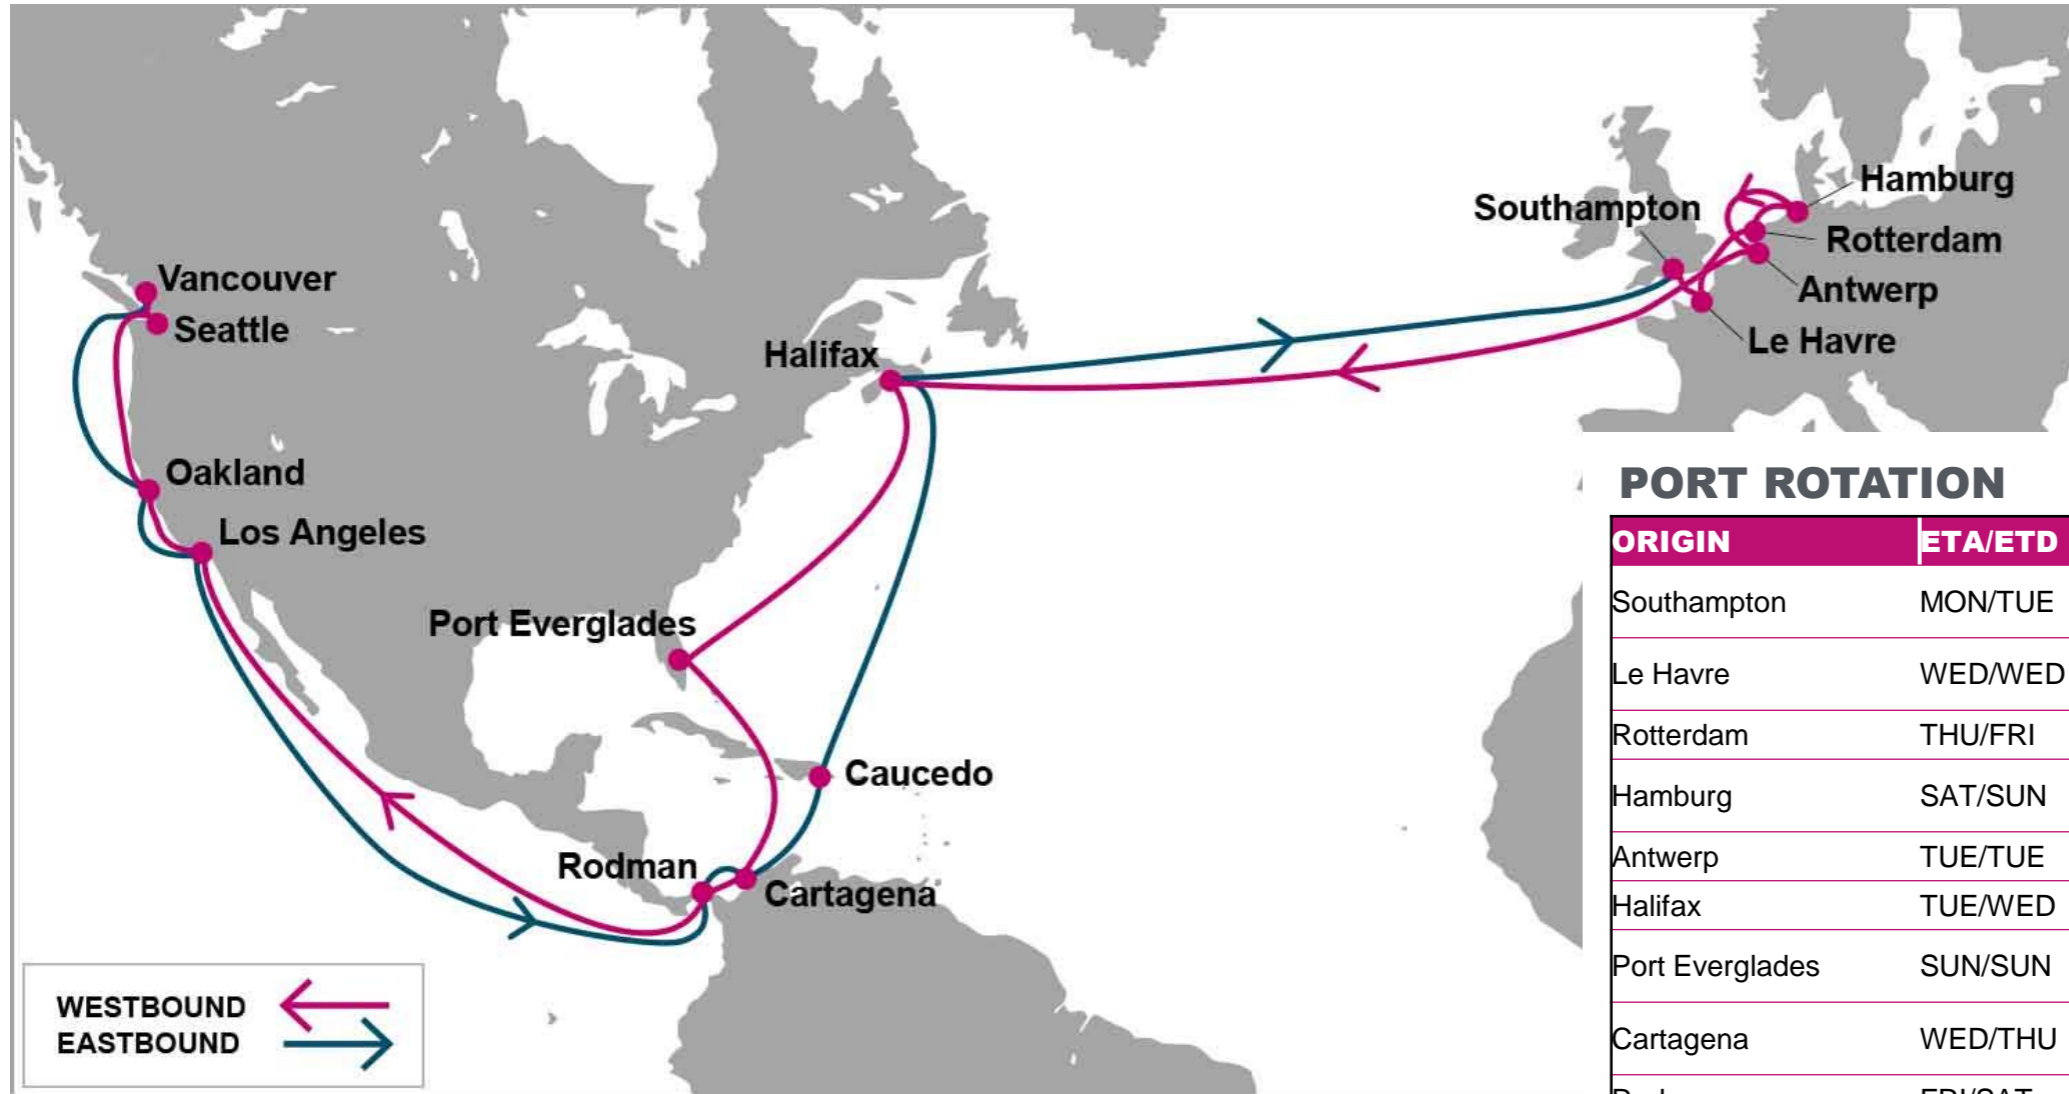 Hamburg
Southampton
Rotterdam
Antwerp
Le Havre
Vancouver
Seattle
Halifax
Oakland
Los Angeles
Port Everglades
Caucedo
Rodman
Cartagena
WESTBOUND
EASTBOUND
PORT ROTATION
ORIGIN ETA/ETD
Southampton MON/TUE
Le Havre WED/WED
Rotterdam THU/FRI
Hamburg SAT/SUN
Antwerp TUE/TUE
Halifax TUE/WED
Port Everglades SUN/SUN
Cartagena WED/THU